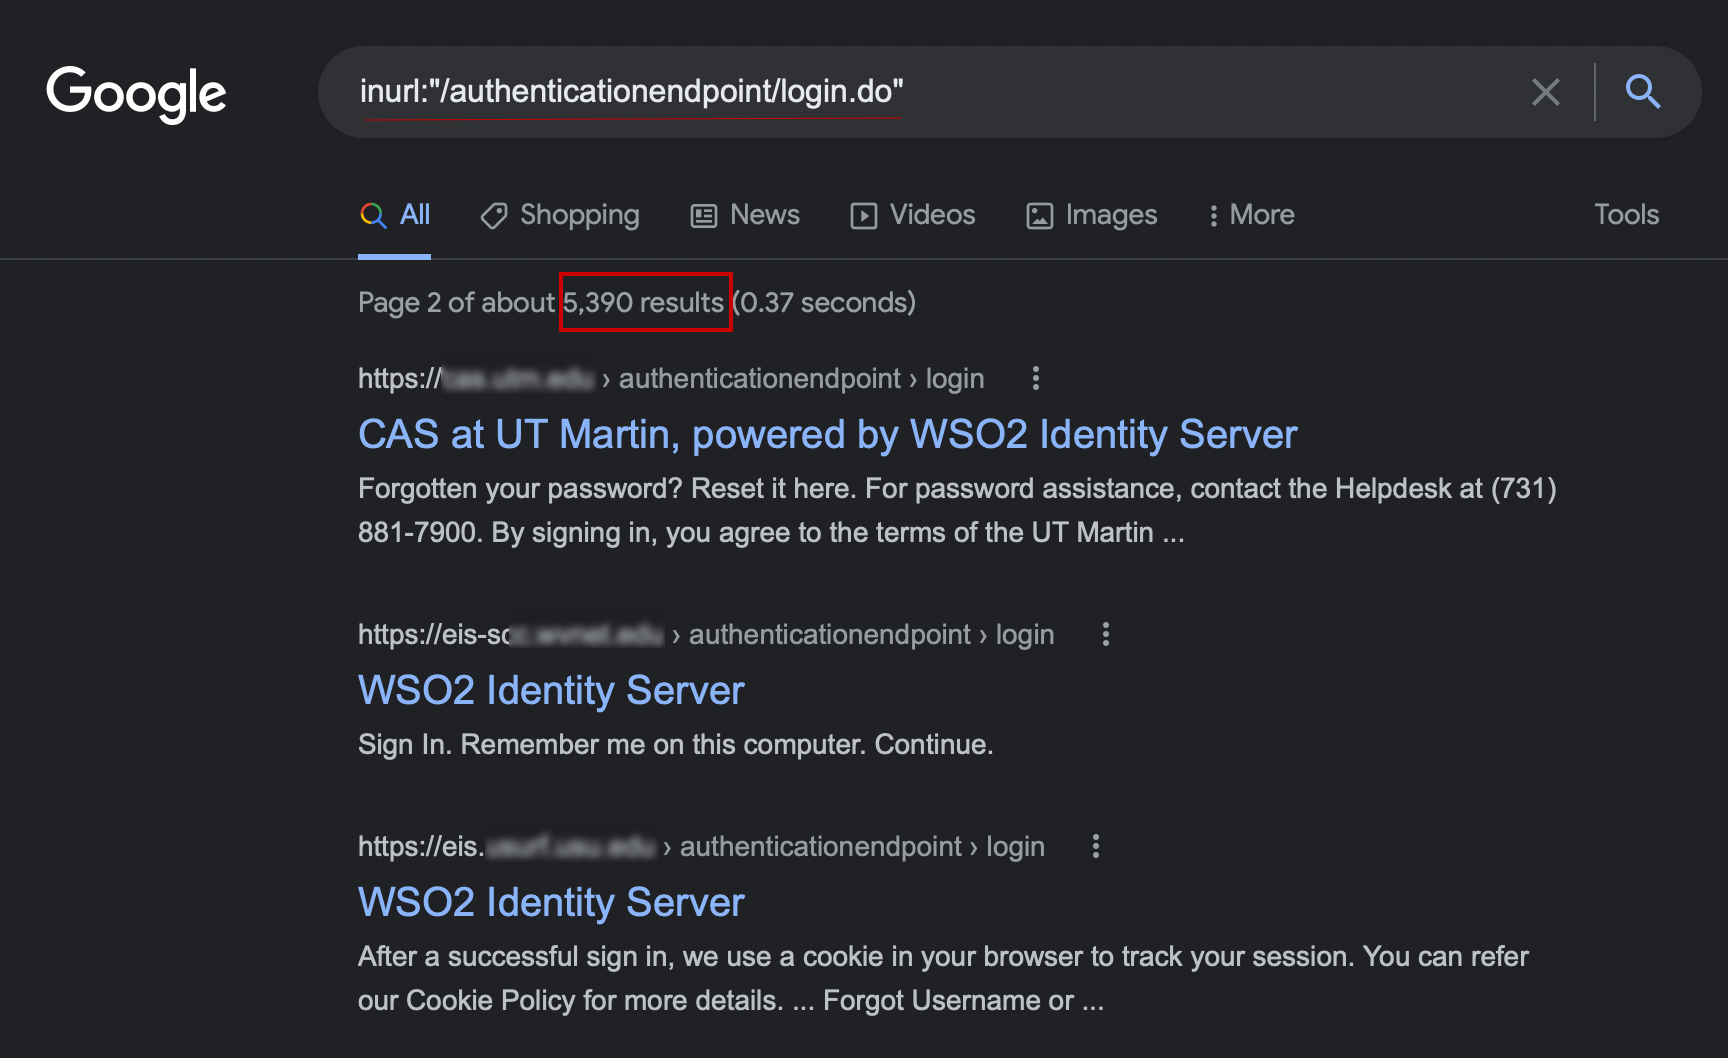 Google
inurl:"/authenticationendpoint/login.do"
All Shopping News Videos Images More Tools
Page 2 of about 5,390 results (0.37 seconds)
https:// › authenticationendpoint › login
CAS at UT Martin, powered by WSO2 Identity Server
Forgotten your password? Reset it here. For password assistance, contact the Helpdesk at (731)
881-7900. By signing in, you agree to the terms of the UT Martin ...
https://eis-sc › authenticationendpoint › login
WSO2 Identity Server
Sign In. Remember me on this computer. Continue.
https://eis. › authenticationendpoint › login
WSO2 Identity Server
After a successful sign in, we use a cookie in your browser to track your session. You can refer
our Cookie Policy for more details. ... Forgot Username or ...